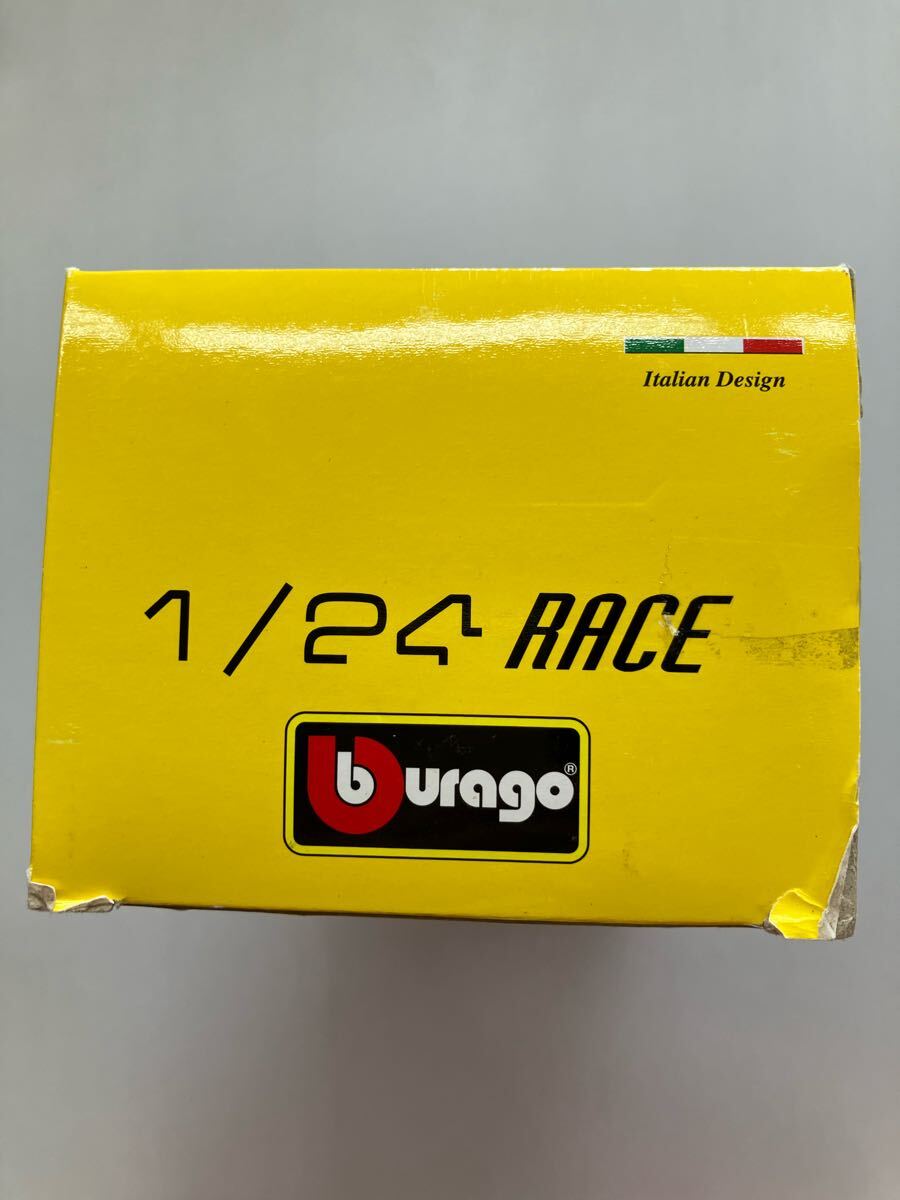 Italian Design
1/24 RACE
burago®